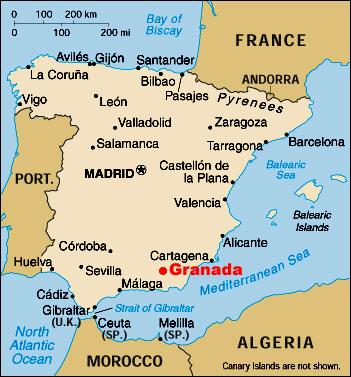 0 100 200 km
0 100 200 mi
Bay of
Biscay
FRANCE
ANDORRA
Avilés
Gijón
Santander
La Coruña
Bilbao
Pasajes
Pyrenees
Vigo
León
Valladolid
Zaragoza
Barcelona
Salamanca
Tarragona
PORT.
MADRID
Castellón de
la Plana
Balearic
Sea
Valencia
Balearic
Islands
Alicante
Córdoba
Cartagena
Huelva
Sevilla
Granada
Mediterranean Sea
Málaga
Cádiz
Gibraltar
(U.K.)
Strait of Gibraltar
Ceuta
(SP.)
Melilla
(SP.)
North
Atlantic
Ocean
MOROCCO
ALGERIA
Canary Islands are not shown.